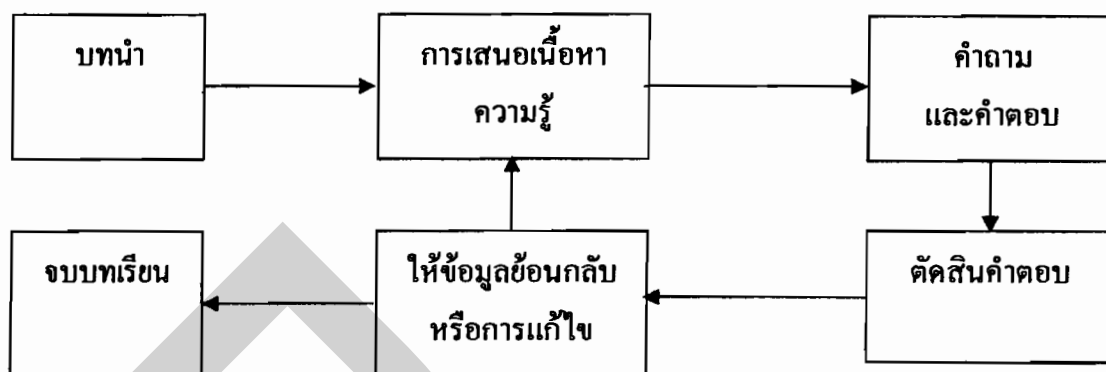 บทนำ
การเสนอเนื้อหา
ความรู้
คำถาม
และคำตอบ
จบบทเรียน
ให้ข้อมูลย้อนกลับ
หรือการแก้ไข
ตัดสินคำตอบ